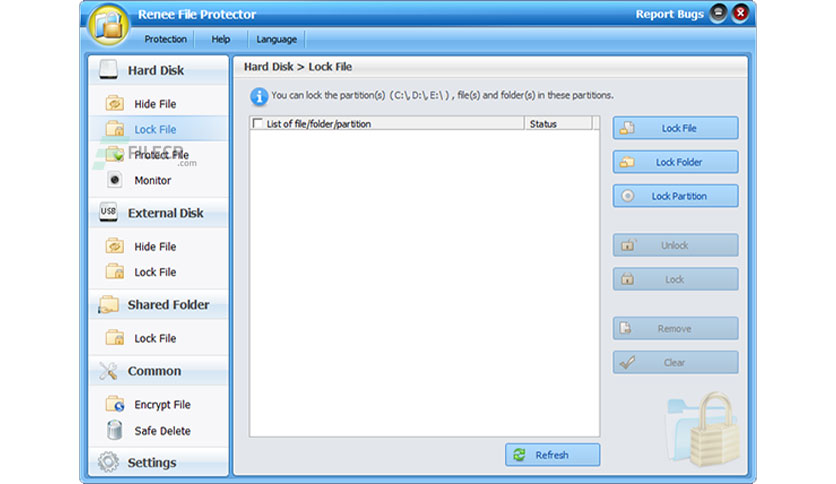 Renee File Protector
Report Bugs
Protection Help Language
Hard Disk
Hide File
Lock File
Protect File
Monitor
External Disk
USB
Hide File
Lock File
Shared Folder
Lock File
Common
Encrypt File
Safe Delete
Settings
Hard Disk > Lock File
You can lock the partition(s) (C:\, D:\, E:\ ) , file(s) and folder(s) in these partitions.
List of file/folder/partition Status
Lock File
Lock Folder
Lock Partition
Unlock
Lock
Remove
Clear
Refresh
FILECR
.com